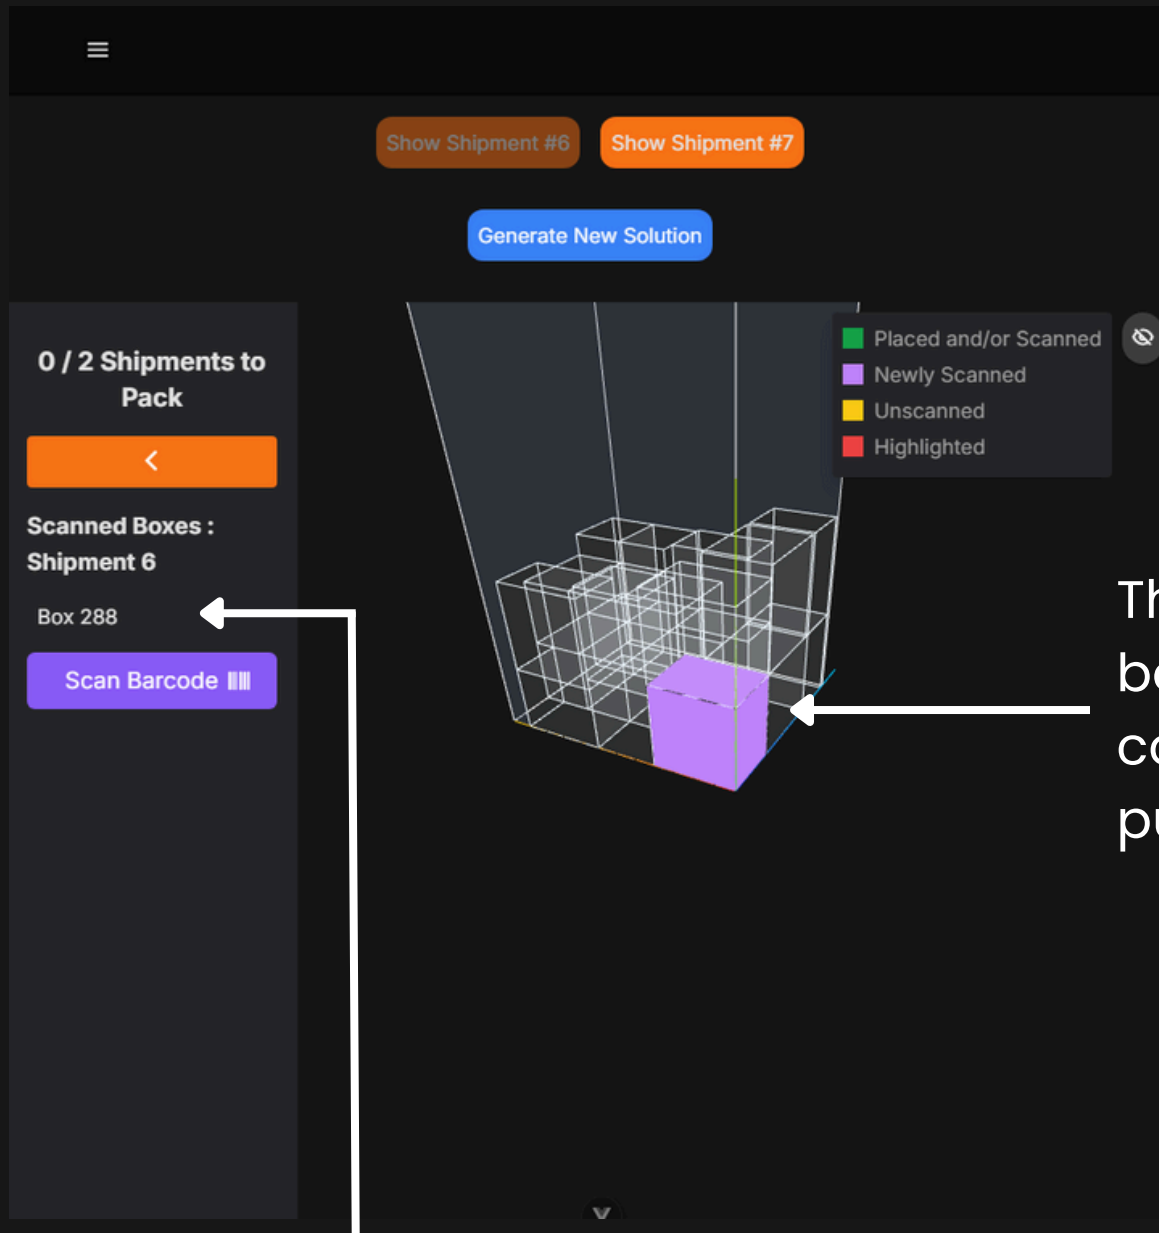 Show Shipment #6
Show Shipment #7
Generate New Solution
0 / 2 Shipments to
Pack
Scanned Boxes :
Shipment 6
Box 288
Scan Barcode
Placed and/or Scanned
Newly Scanned
Unscanned
Highlighted